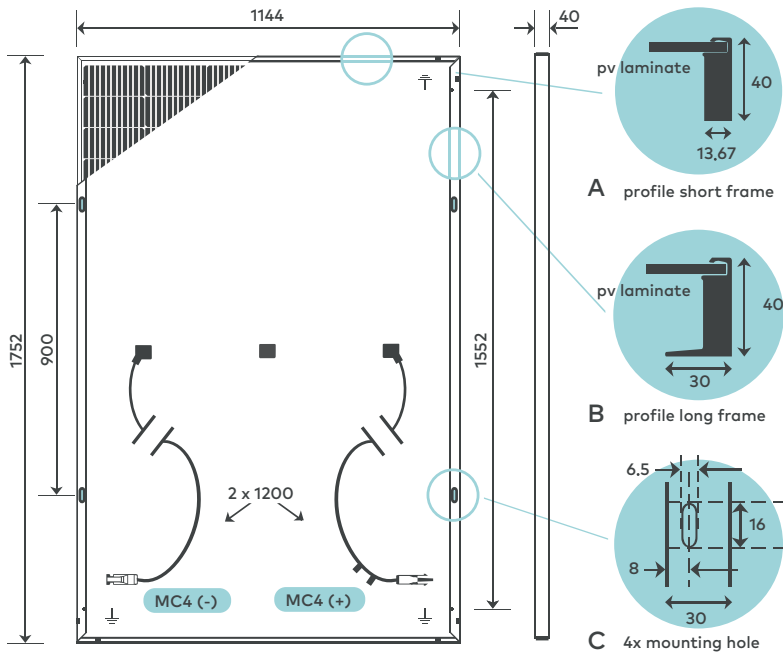 1144
40
pv laminate
40
13,67
A profile short frame
1752
900
1552
pv laminate
40
30
B profile long frame
2 x 1200
MC4 (-)
MC4 (+)
6.5
16
8
30
C 4x mounting hole